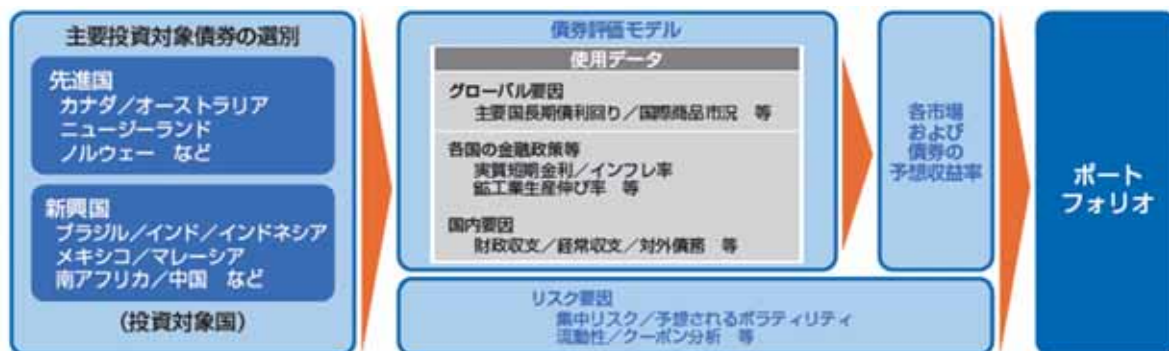 主要投資対象債券の選別
先進国
カナダ／オーストラリア
ニュージーランド
ノルウェー　など
新興国
ブラジル／インド／インドネシア
メキシコ／マレーシア
南アフリカ／中国　など
（投資対象国）
債券評価モデル
使用データ
グローバル要因
主要国長期債利回り／国際商品市況　等
各国の金融政策等
実質短期金利／インフレ率
鉱工業生産伸び率　等
国内要因
財政収支／経常収支／対外債務　等
各市場
および
債券の
予想収益率
リスク要因
集中リスク／予想されるボラティリティ
流動性／クーポン分析　等
ポート
フォリオ